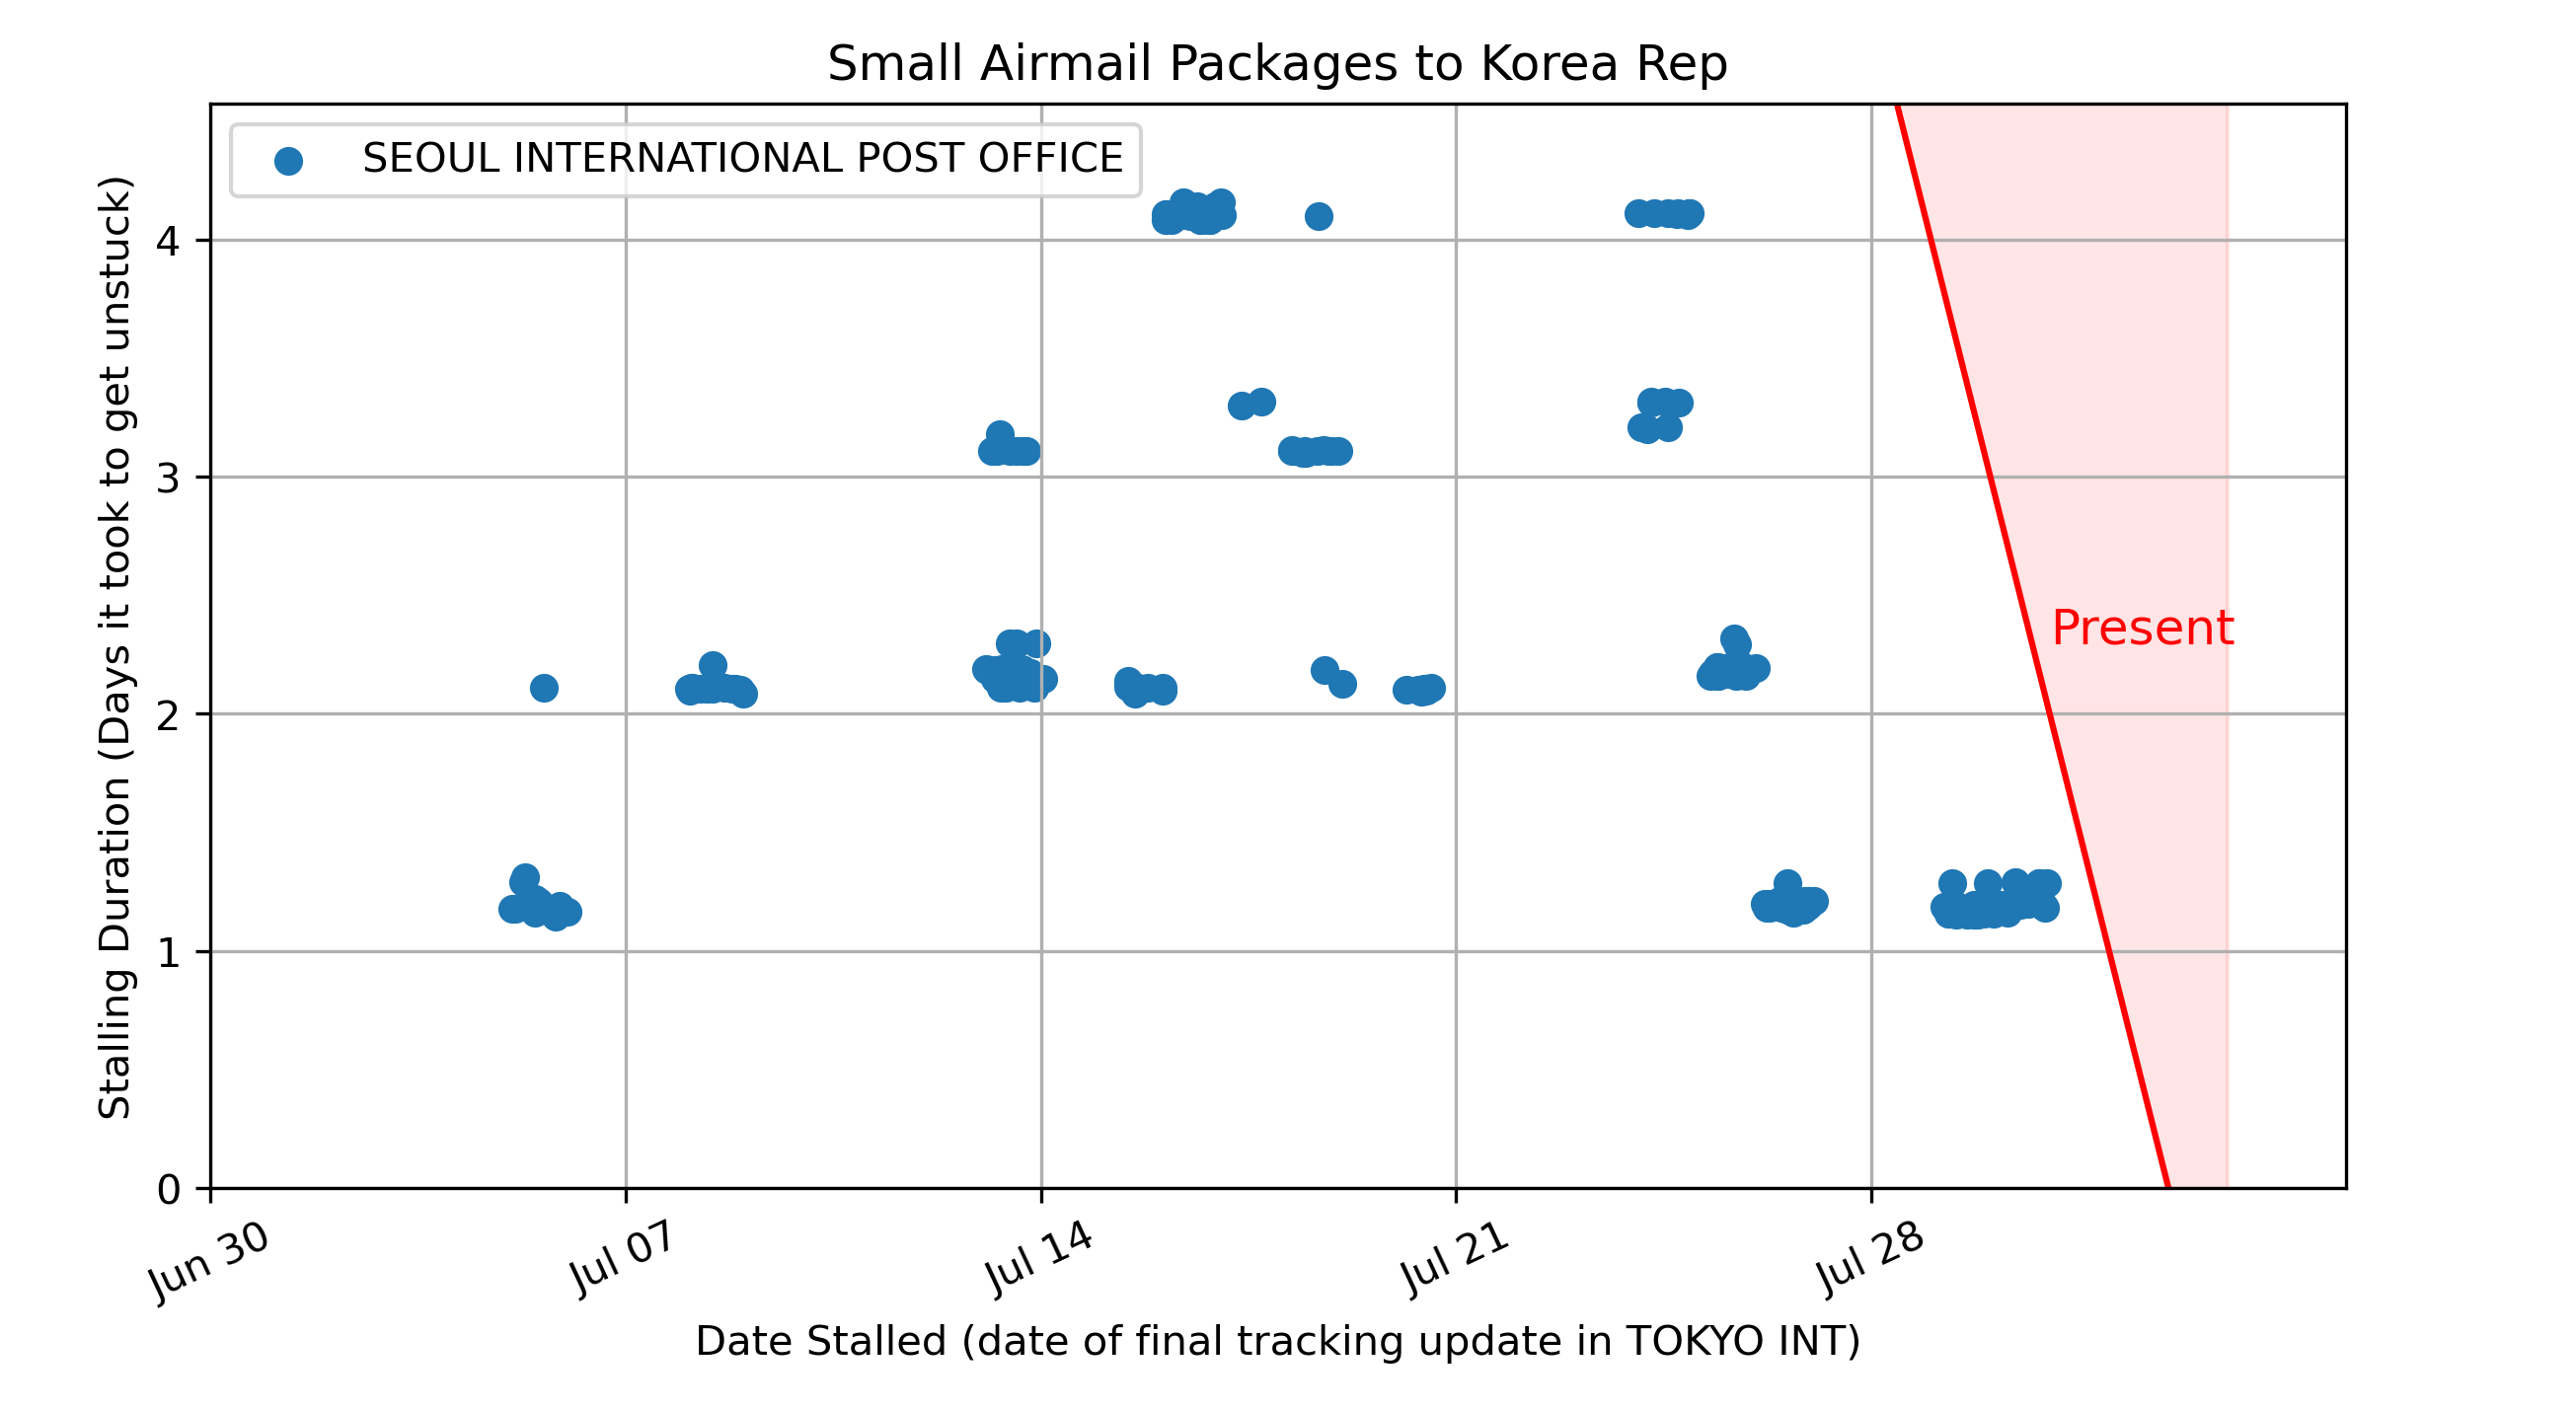 Small Airmail Packages to Korea Rep
SEOUL INTERNATIONAL POST OFFICE
Stalling Duration (Days it took to get unstuck)
4
3
2
1
0
Present
Jun 30
Jul 07
Jul 14
Jul 21
Jul 28
Date Stalled (date of final tracking update in TOKYO INT)